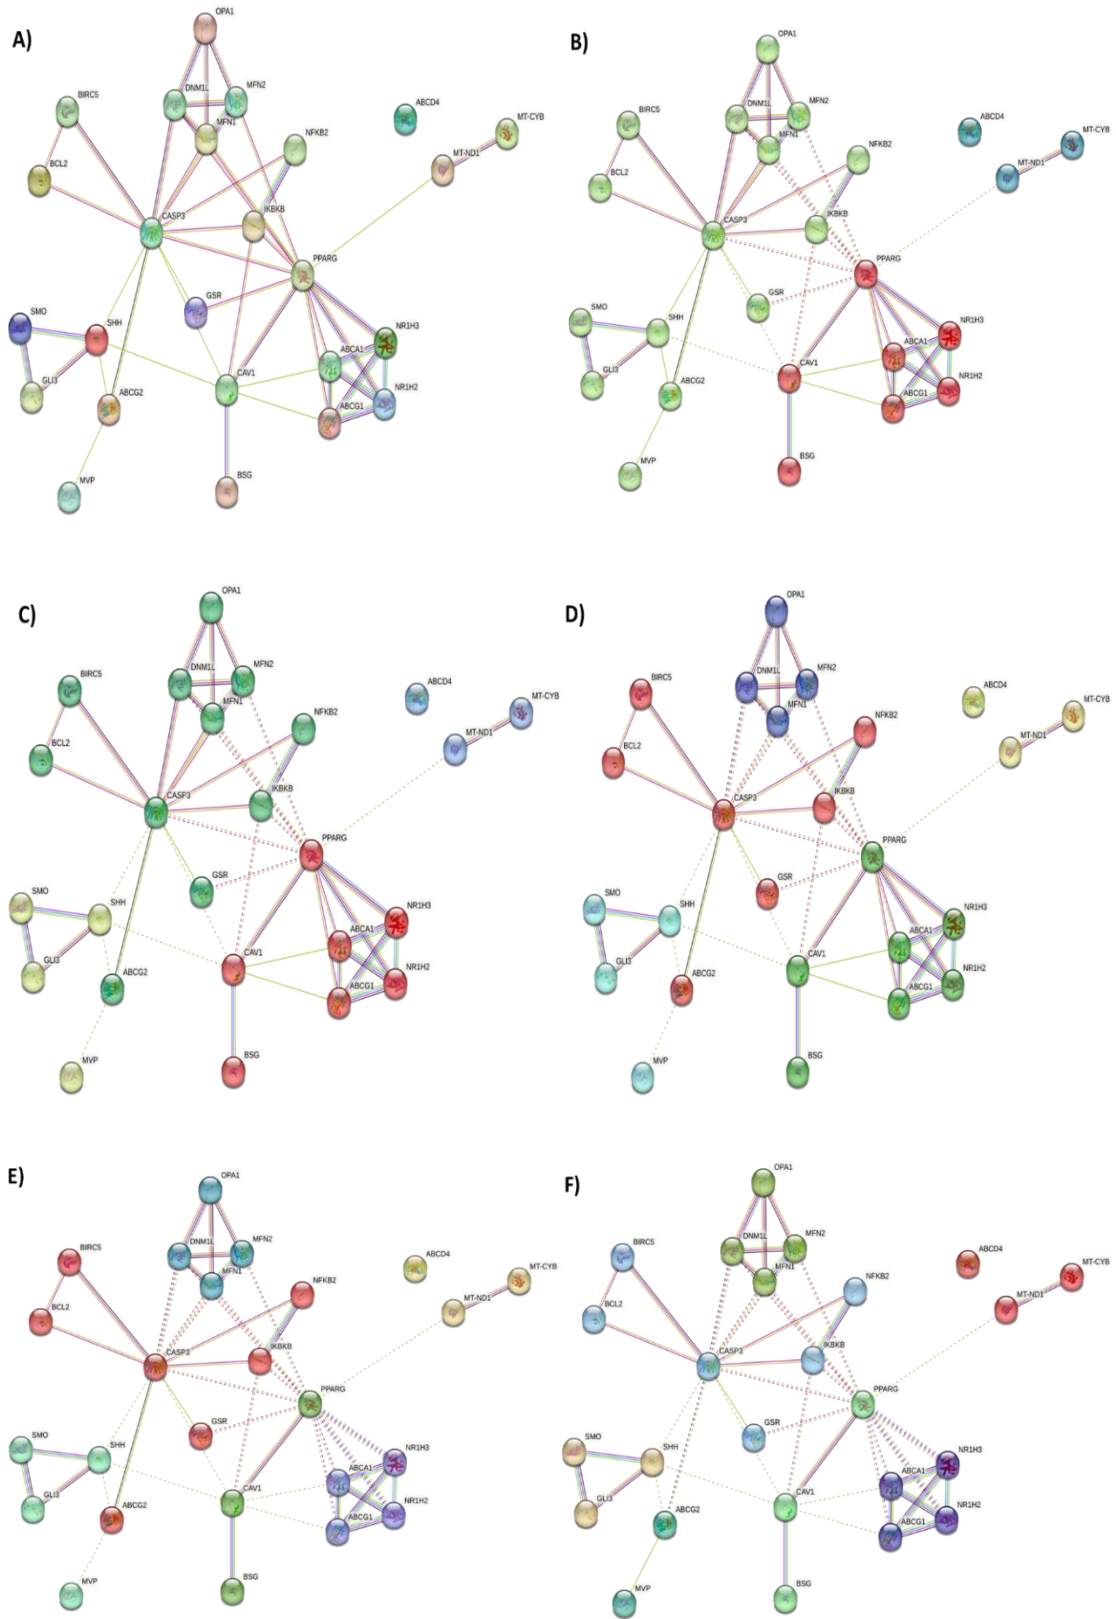 A)
OPA1
DNM1L
MFN2
MFN1
BIRC5
BCL2
NFKB2
ABCD4
MT-CYB
MT-ND1
CASP3
IKBKB
PPARG
GSR
SMO
SHH
GLI3
ABCG2
CAV1
ABCA1
NR1H3
NR1H2
ABCG1
MVP
BSG
B)
OPA1
DNM1L
MFN2
MFN1
BIRC5
BCL2
NFKB2
ABCD4
MT-CYB
MT-ND1
CASP3
IKBKB
PPARG
GSR
SMO
SHH
GLI3
ABCG2
CAV1
ABCA1
NR1H3
NR1H2
ABCG1
MVP
BSG
C)
OPA1
DNM1L
MFN2
MFN1
BIRC5
BCL2
NFKB2
ABCD4
MT-CYB
MT-ND1
CASP3
IKBKB
PPARG
GSR
SMO
SHH
GLI3
ABCG2
CAV1
ABCA1
NR1H3
NR1H2
ABCG1
MVP
BSG
D)
OPA1
DNM1L
MFN2
MFN1
BIRC5
BCL2
NFKB2
ABCD4
MT-CYB
MT-ND1
CASP3
IKBKB
PPARG
GSR
SMO
SHH
GLI3
ABCG2
CAV1
ABCA1
NR1H3
NR1H2
ABCG1
MVP
BSG
E)
OPA1
DNM1L
MFN2
MFN1
BIRC5
BCL2
NFKB2
ABCD4
MT-CYB
MT-ND1
CASP3
IKBKB
PPARG
GSR
SMO
SHH
GLI3
ABCG2
CAV1
ABCA1
NR1H3
NR1H2
ABCG1
MVP
BSG
F)
OPA1
DNM1L
MFN2
MFN1
BIRC5
BCL2
NFKB2
ABCD4
MT-CYB
MT-ND1
CASP3
IKBKB
PPARG
GSR
SMO
SHH
GLI3
ABCG2
CAV1
ABCA1
NR1H3
NR1H2
ABCG1
MVP
BSG